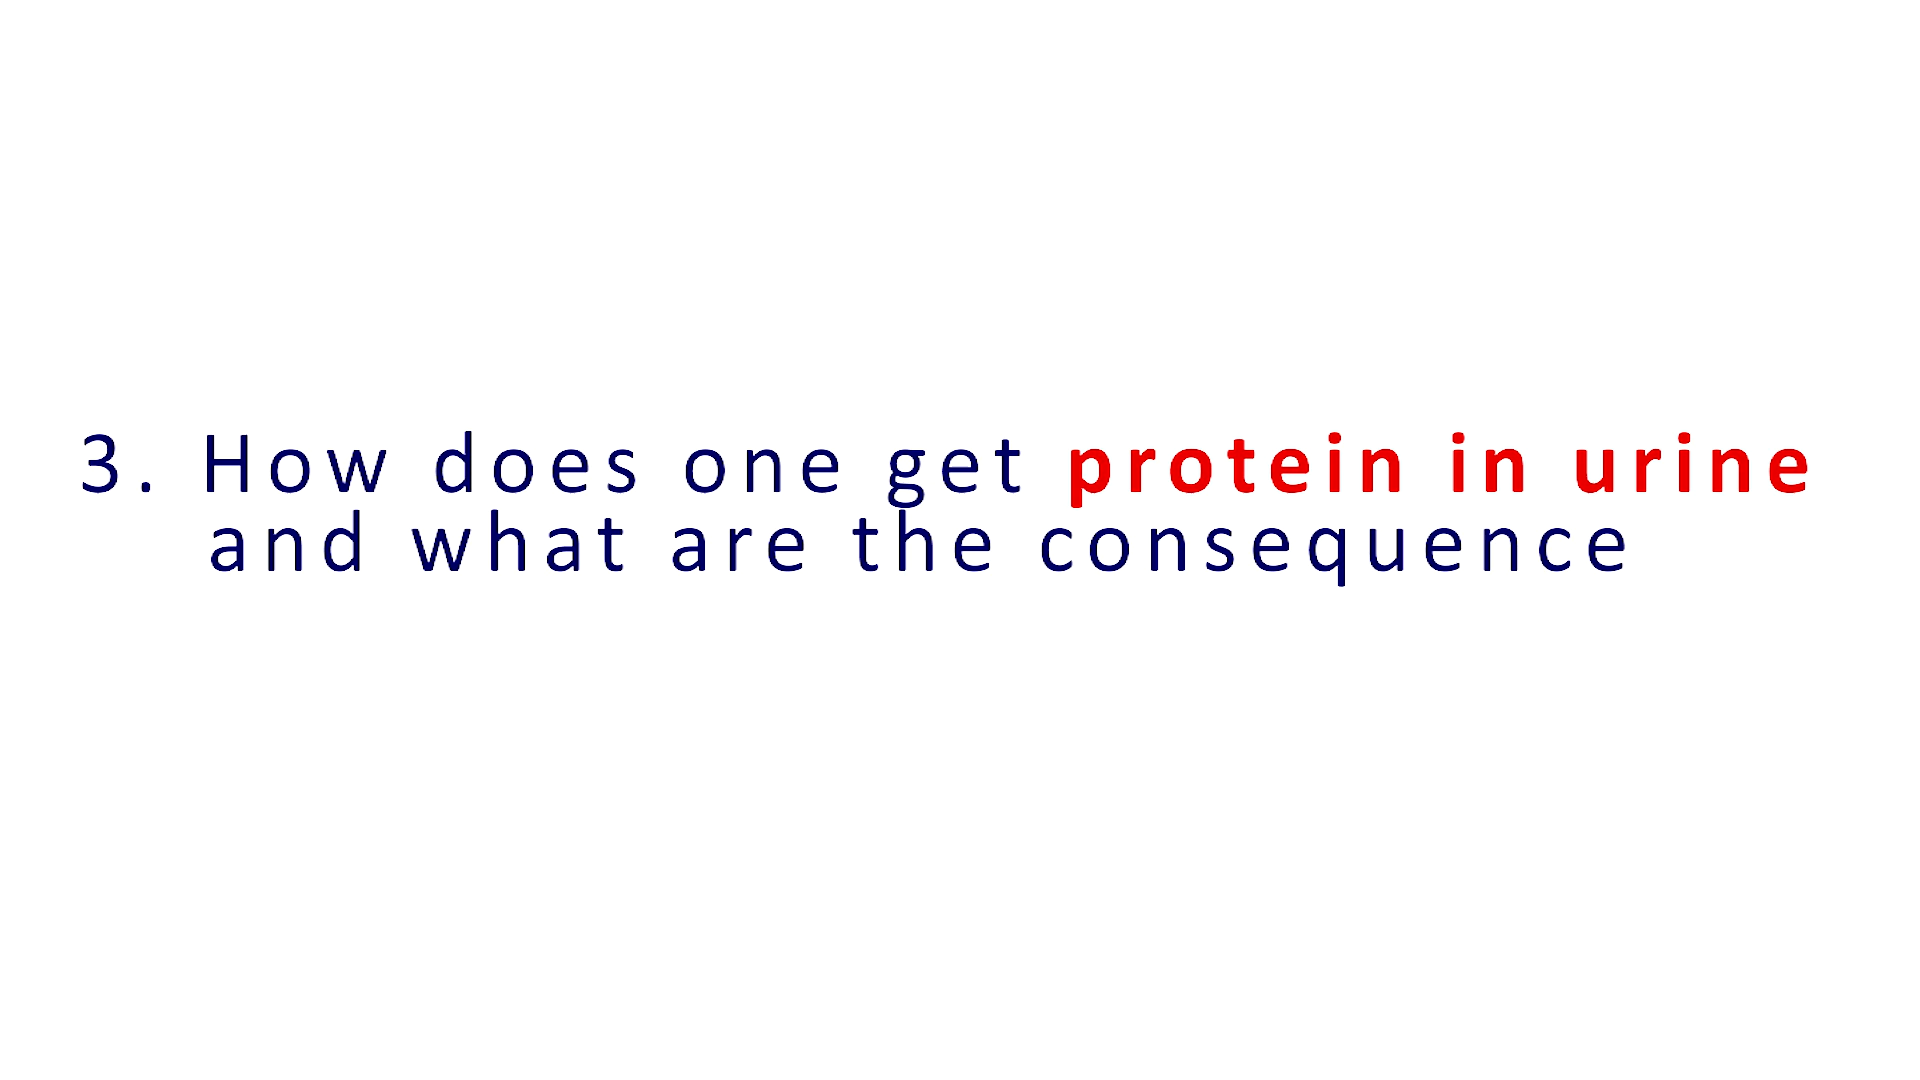 3. How does one get protein in urine
and what are the consequence